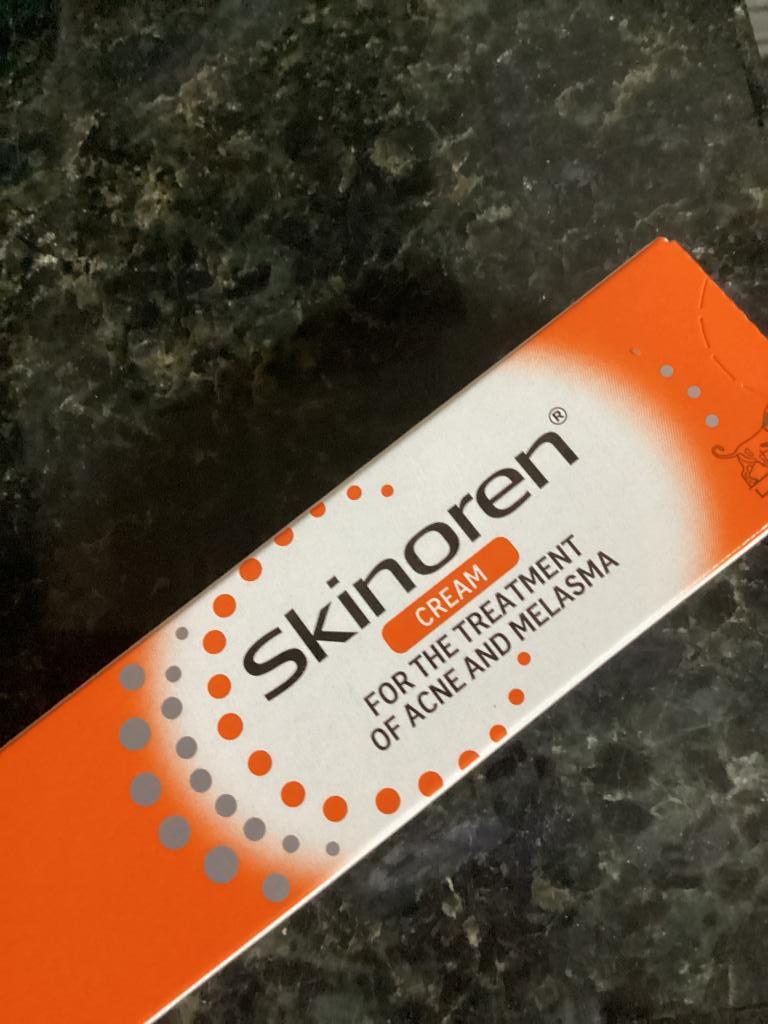 Skinoren®
CREAM
FOR THE TREATMENT
OF ACNE AND MELASMA